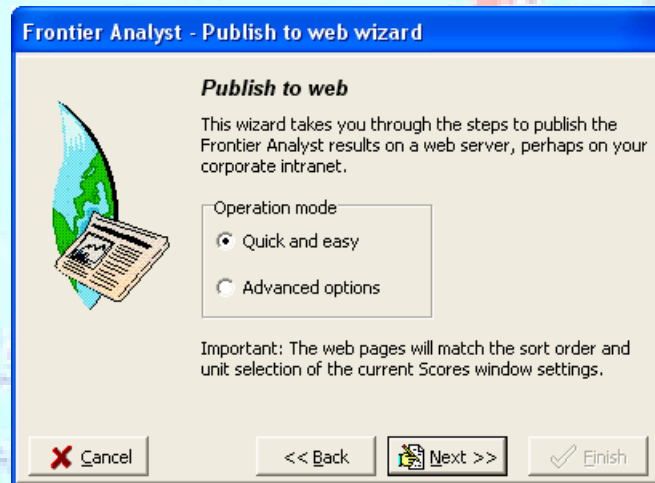 Frontier Analyst - Publish to web wizard
Publish to web
This wizard takes you through the steps to publish the
Frontier Analyst results on a web server, perhaps on your
corporate intranet.
Operation mode
Quick and easy
Advanced options
Important: The web pages will match the sort order and
unit selection of the current Scores window settings.
Cancel
<< Back
Next >>
Finish